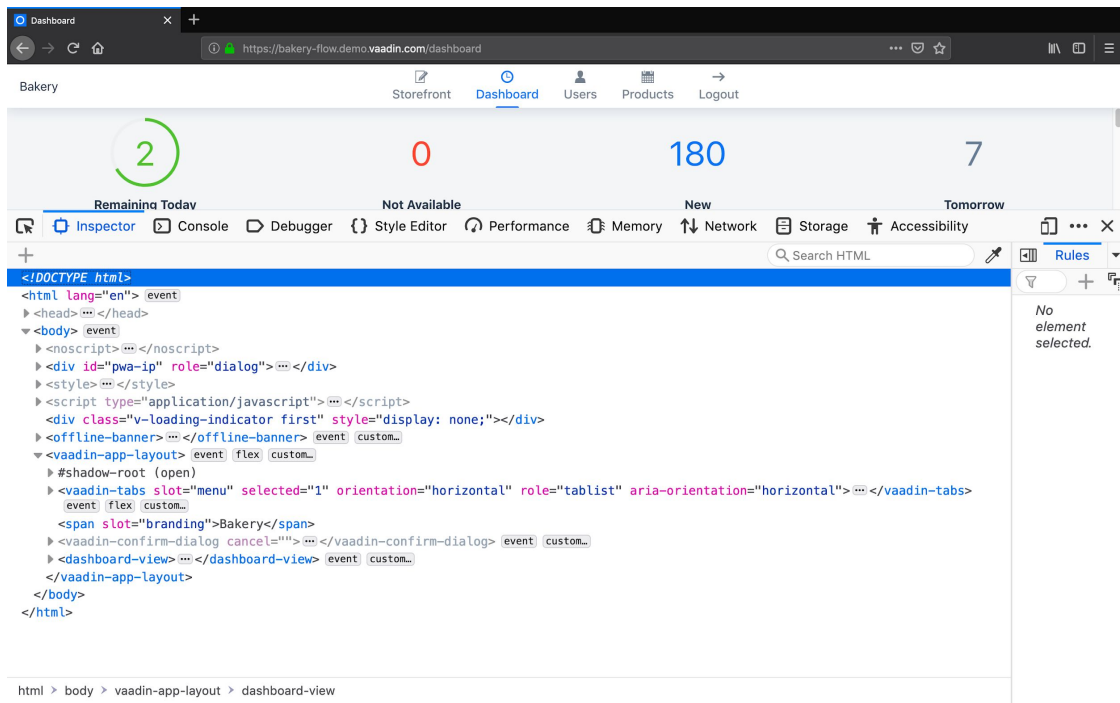 Dashboard
https://bakery-flow.demo.vaadin.com/dashboard
Bakery
Storefront Dashboard Users Products Logout
2 0 180 7
Remaining Today Not Available New Tomorrow
Inspector Console Debugger {} Style Editor Performance Memory Network Storage Accessibility
Search HTML
Rules
<!DOCTYPE html>
<html lang="en"> event
<head>…</head>
<body> event
<noscript>…</noscript>
<div id="pwa-ip" role="dialog">…</div>
<style>…</style>
<script type="application/javascript">…</script>
<div class="v-loading-indicator first" style="display: none;"></div>
<offline-banner>…</offline-banner> event custom…
<vaadin-app-layout> event flex custom…
#shadow-root (open)
<vaadin-tabs slot="menu" selected="1" orientation="horizontal" role="tablist" aria-orientation="horizontal">…</vaadin-tabs>
event flex custom…
<span slot="branding">Bakery</span>
<vaadin-confirm-dialog cancel="">…</vaadin-confirm-dialog> event custom…
<dashboard-view>…</dashboard-view> event custom…
</vaadin-app-layout>
</body>
</html>
No
element
selected.
html > body > vaadin-app-layout > dashboard-view